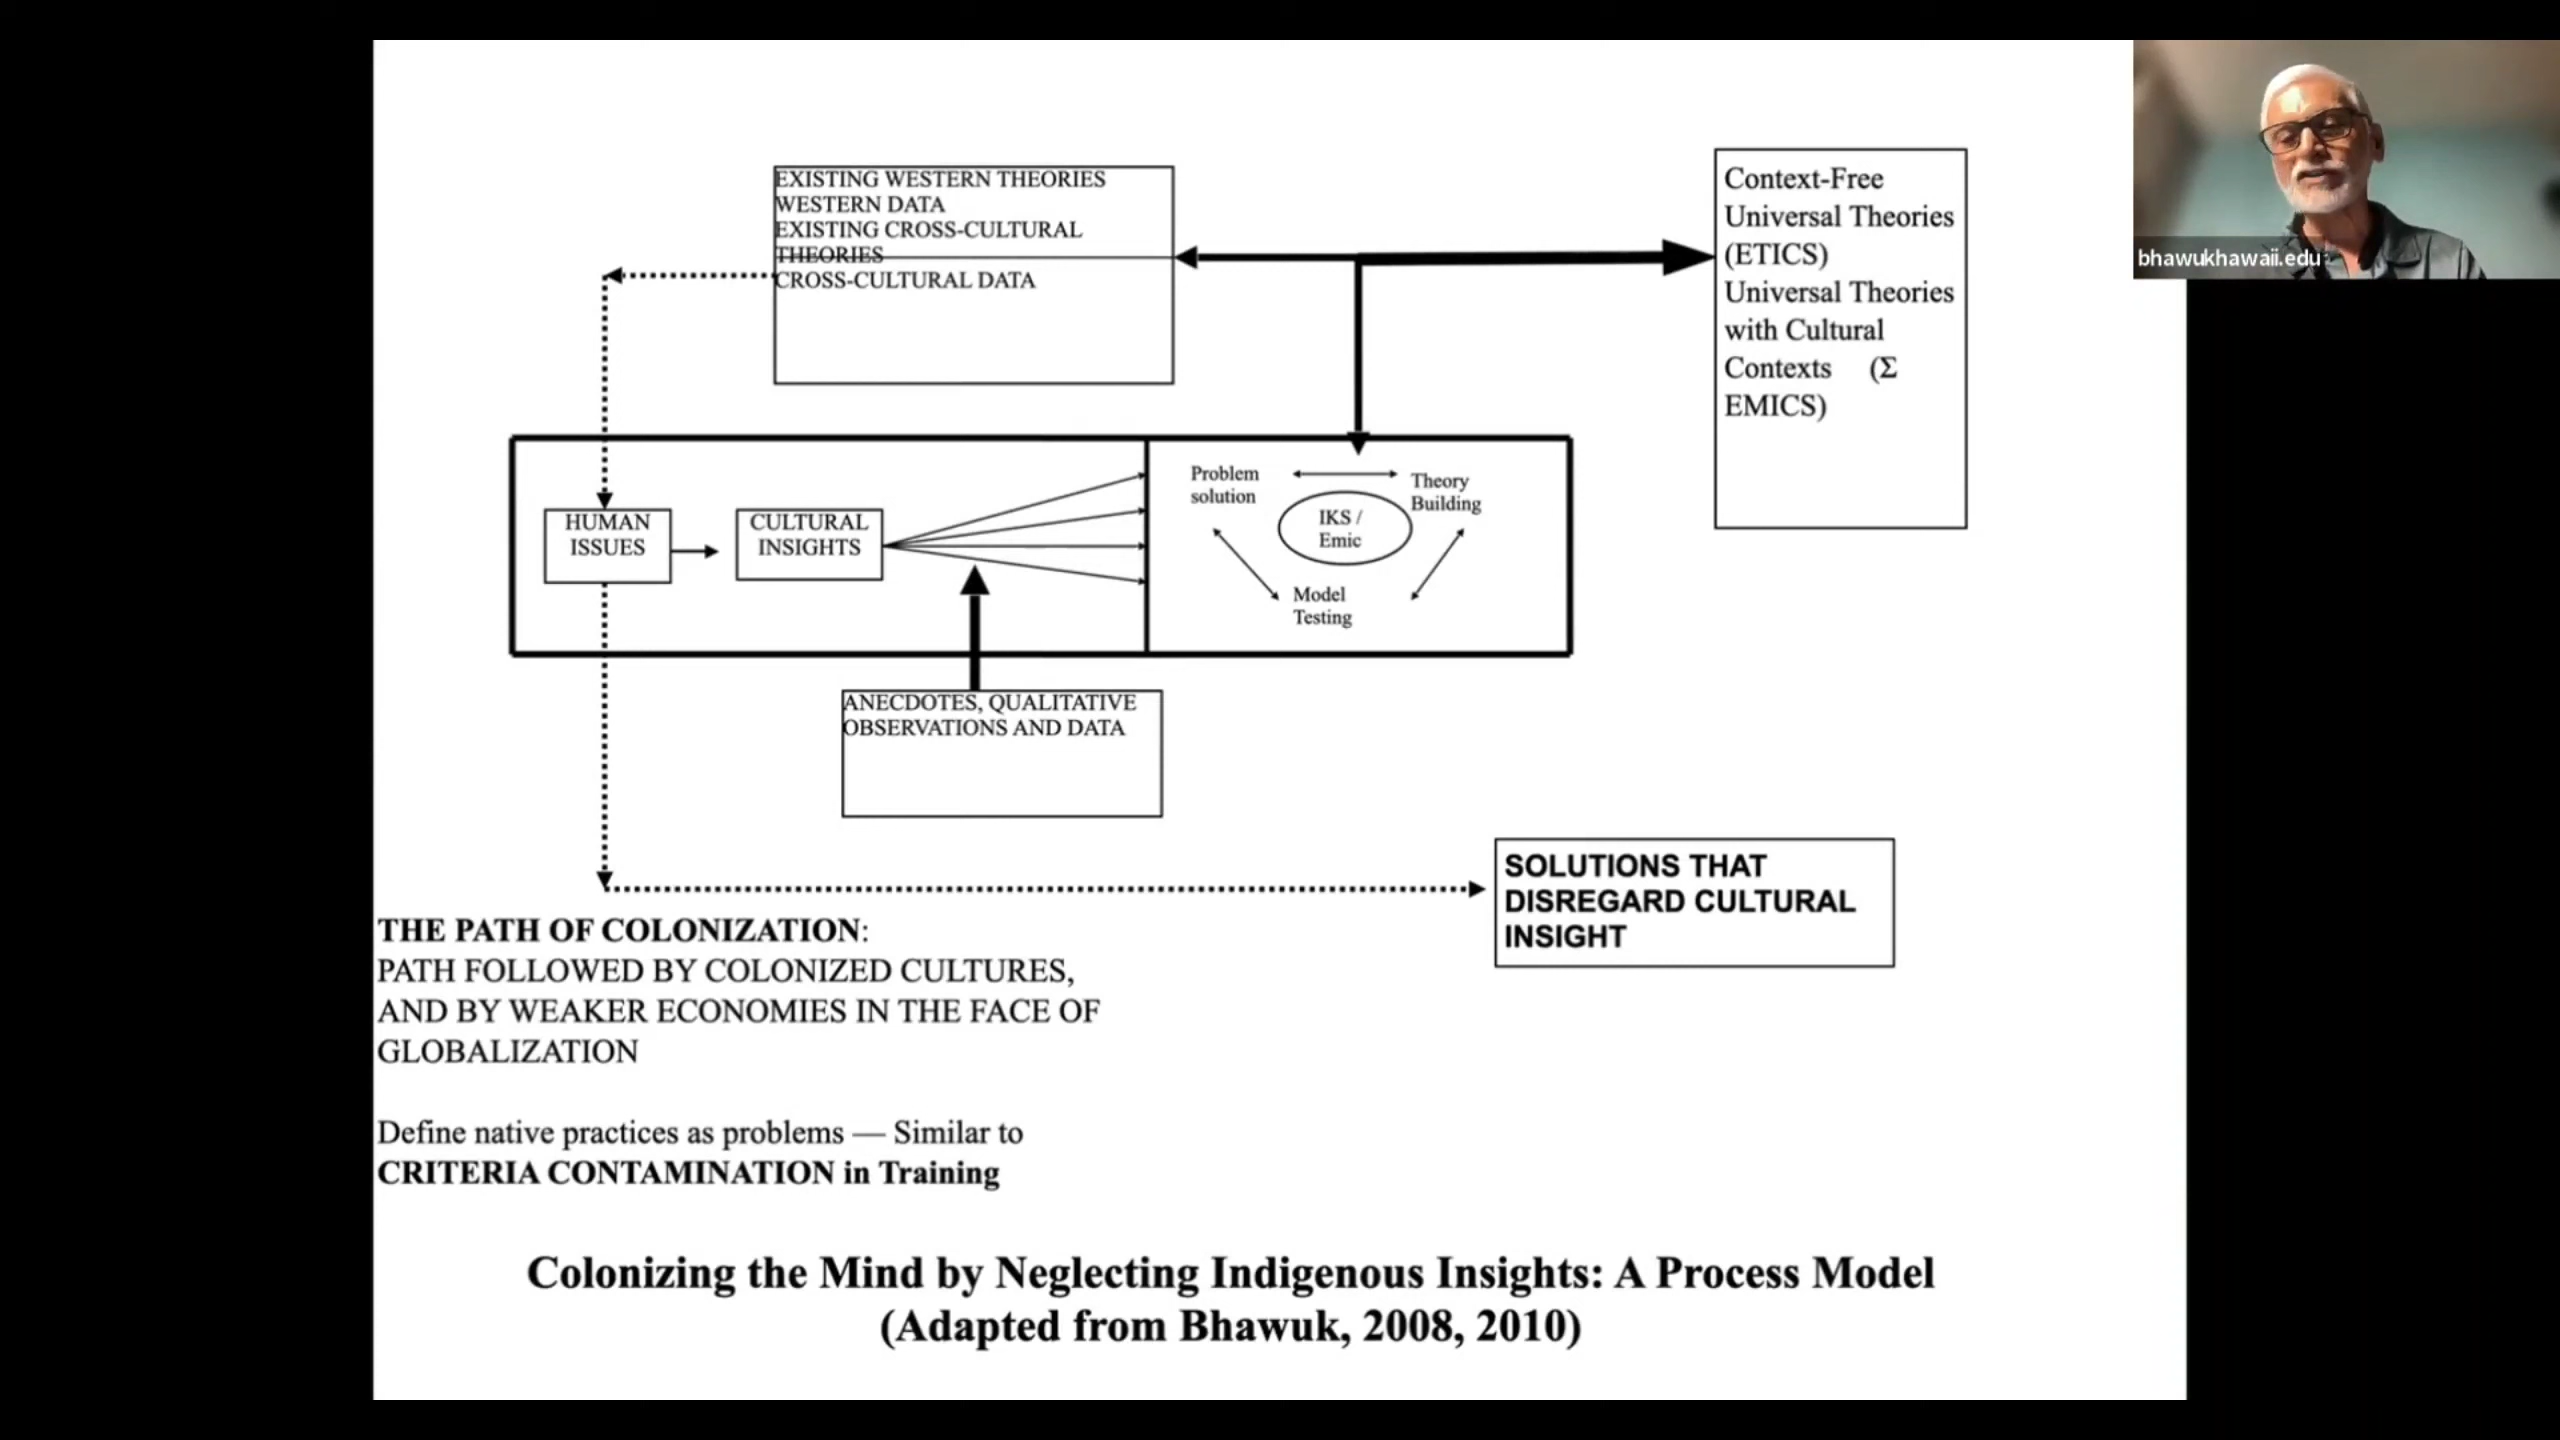 EXISTING WESTERN THEORIES
WESTERN DATA
EXISTING CROSS-CULTURAL
THEORIES
CROSS-CULTURAL DATA
Context-Free
Universal Theories
(ETICS)
Universal Theories
with Cultural
Contexts (Σ
EMICS)
bhawukhawaii.edu
HUMAN
ISSUES
CULTURAL
INSIGHTS
Problem
solution
Theory
Building
IKS /
Emic
Model
Testing
ANECDOTES, QUALITATIVE
OBSERVATIONS AND DATA
SOLUTIONS THAT
DISREGARD CULTURAL
INSIGHT
THE PATH OF COLONIZATION:
PATH FOLLOWED BY COLONIZED CULTURES,
AND BY WEAKER ECONOMIES IN THE FACE OF
GLOBALIZATION
Define native practices as problems — Similar to
CRITERIA CONTAMINATION in Training
Colonizing the Mind by Neglecting Indigenous Insights: A Process Model
(Adapted from Bhawuk, 2008, 2010)